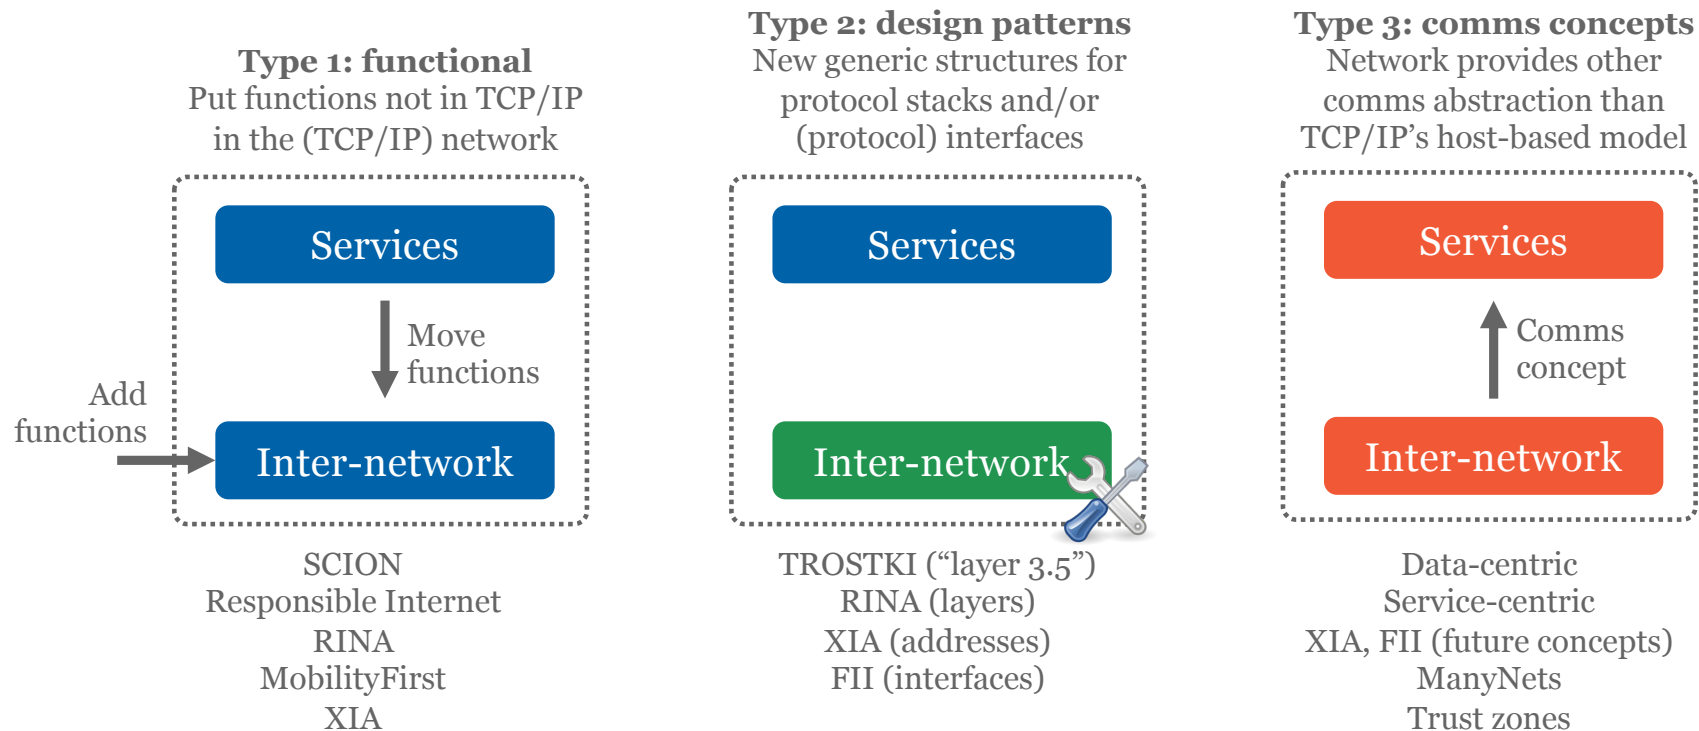 Type 1: functional
Put functions not in TCP/IP
in the (TCP/IP) network
Services
Move
functions
Add
functions
Inter-network
SCION
Responsible Internet
RINA
MobilityFirst
XIA
Type 2: design patterns
New generic structures for
protocol stacks and/or
(protocol) interfaces
Services
Inter-network
TROSTKI (“layer 3.5”)
RINA (layers)
XIA (addresses)
FII (interfaces)
Type 3: comms concepts
Network provides other
comms abstraction than
TCP/IP’s host-based model
Services
Comms
concept
Inter-network
Data-centric
Service-centric
XIA, FII (future concepts)
ManyNets
Trust zones